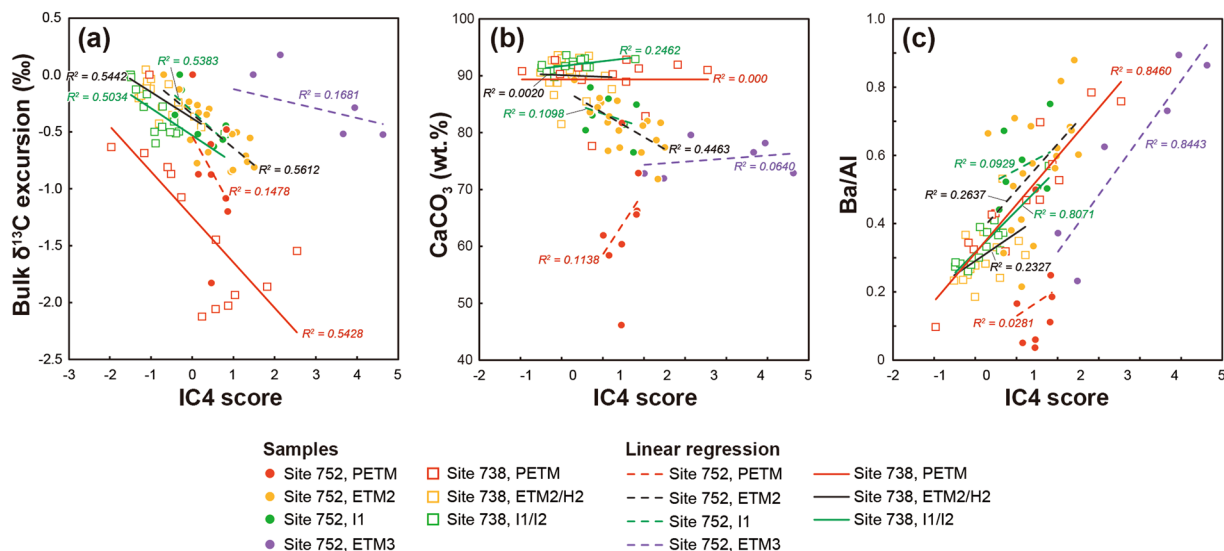 (a)
Bulk δ¹³C excursion (‰)
0.5
0.0
-0.5
-1.0
-1.5
-2.0
-2.5
-3 -2 -1 0 1 2 3 4 5
IC4 score
R² = 0.5383
R² = 0.5442
R² = 0.5034
R² = 0.1681
R² = 0.5612
R² = 0.1478
R² = 0.5428
(b)
CaCO₃ (wt.%)
100
90
80
70
60
50
40
-2 -1 0 1 2 3 4 5
IC4 score
R² = 0.2462
R² = 0.000
R² = 0.0020
R² = 0.1098
R² = 0.4463
R² = 0.0640
R² = 0.1138
(c)
Ba/Al
1
0.8
0.6
0.4
0.2
0
-2 -1 0 1 2 3 4 5
IC4 score
R² = 0.8460
R² = 0.8443
R² = 0.0929
R² = 0.2637
R² = 0.8071
R² = 0.2327
R² = 0.0281
Samples
Site 752, PETM
Site 752, ETM2
Site 752, I1
Site 752, ETM3
Site 738, PETM
Site 738, ETM2/H2
Site 738, I1/I2
Linear regression
Site 752, PETM
Site 752, ETM2
Site 752, I1
Site 752, ETM3
Site 738, PETM
Site 738, ETM2/H2
Site 738, I1/I2